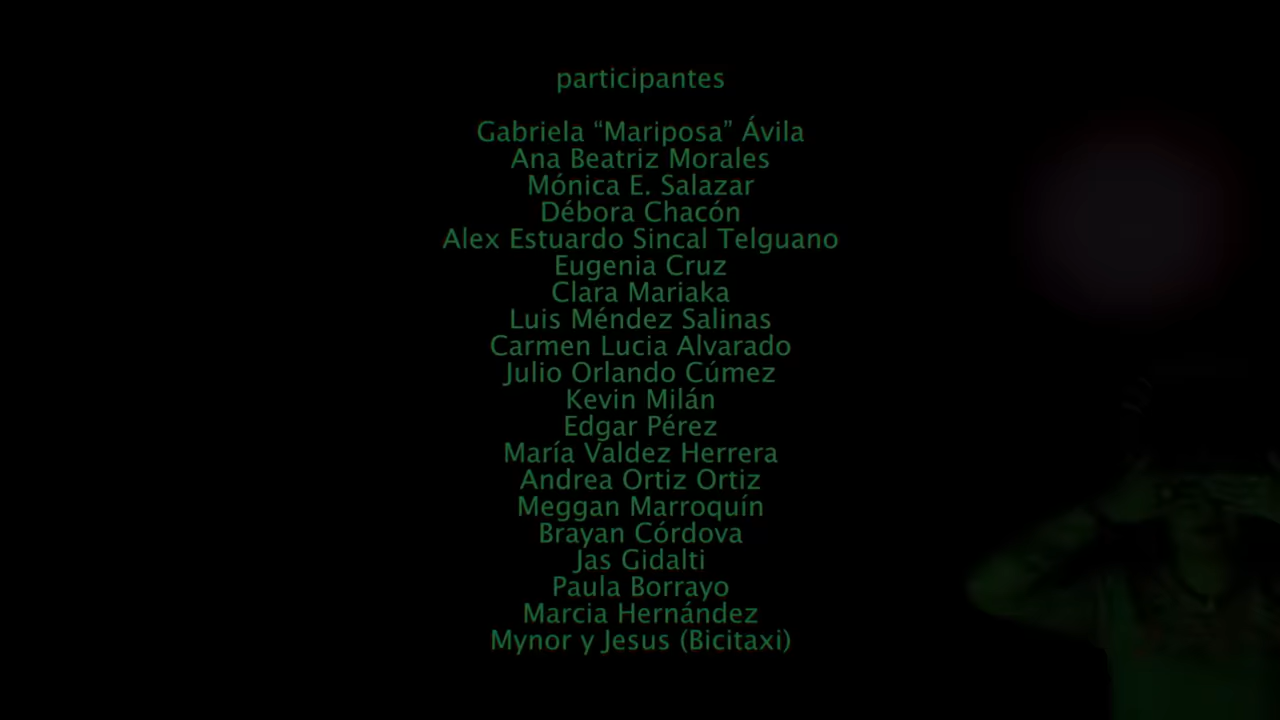 participantes
Gabriela “Mariposa” Ávila
Ana Beatriz Morales
Mónica E. Salazar
Débora Chacón
Alex Estuardo Sincal Telguano
Eugenia Cruz
Clara Mariaka
Luis Méndez Salinas
Carmen Lucia Alvarado
Julio Orlando Cúmez
Kevin Milán
Edgar Pérez
María Valdez Herrera
Andrea Ortiz Ortiz
Meggan Marroquín
Brayan Córdova
Jas Gidalti
Paula Borrayo
Marcia Hernández
Mynor y Jesus (Bicitaxi)